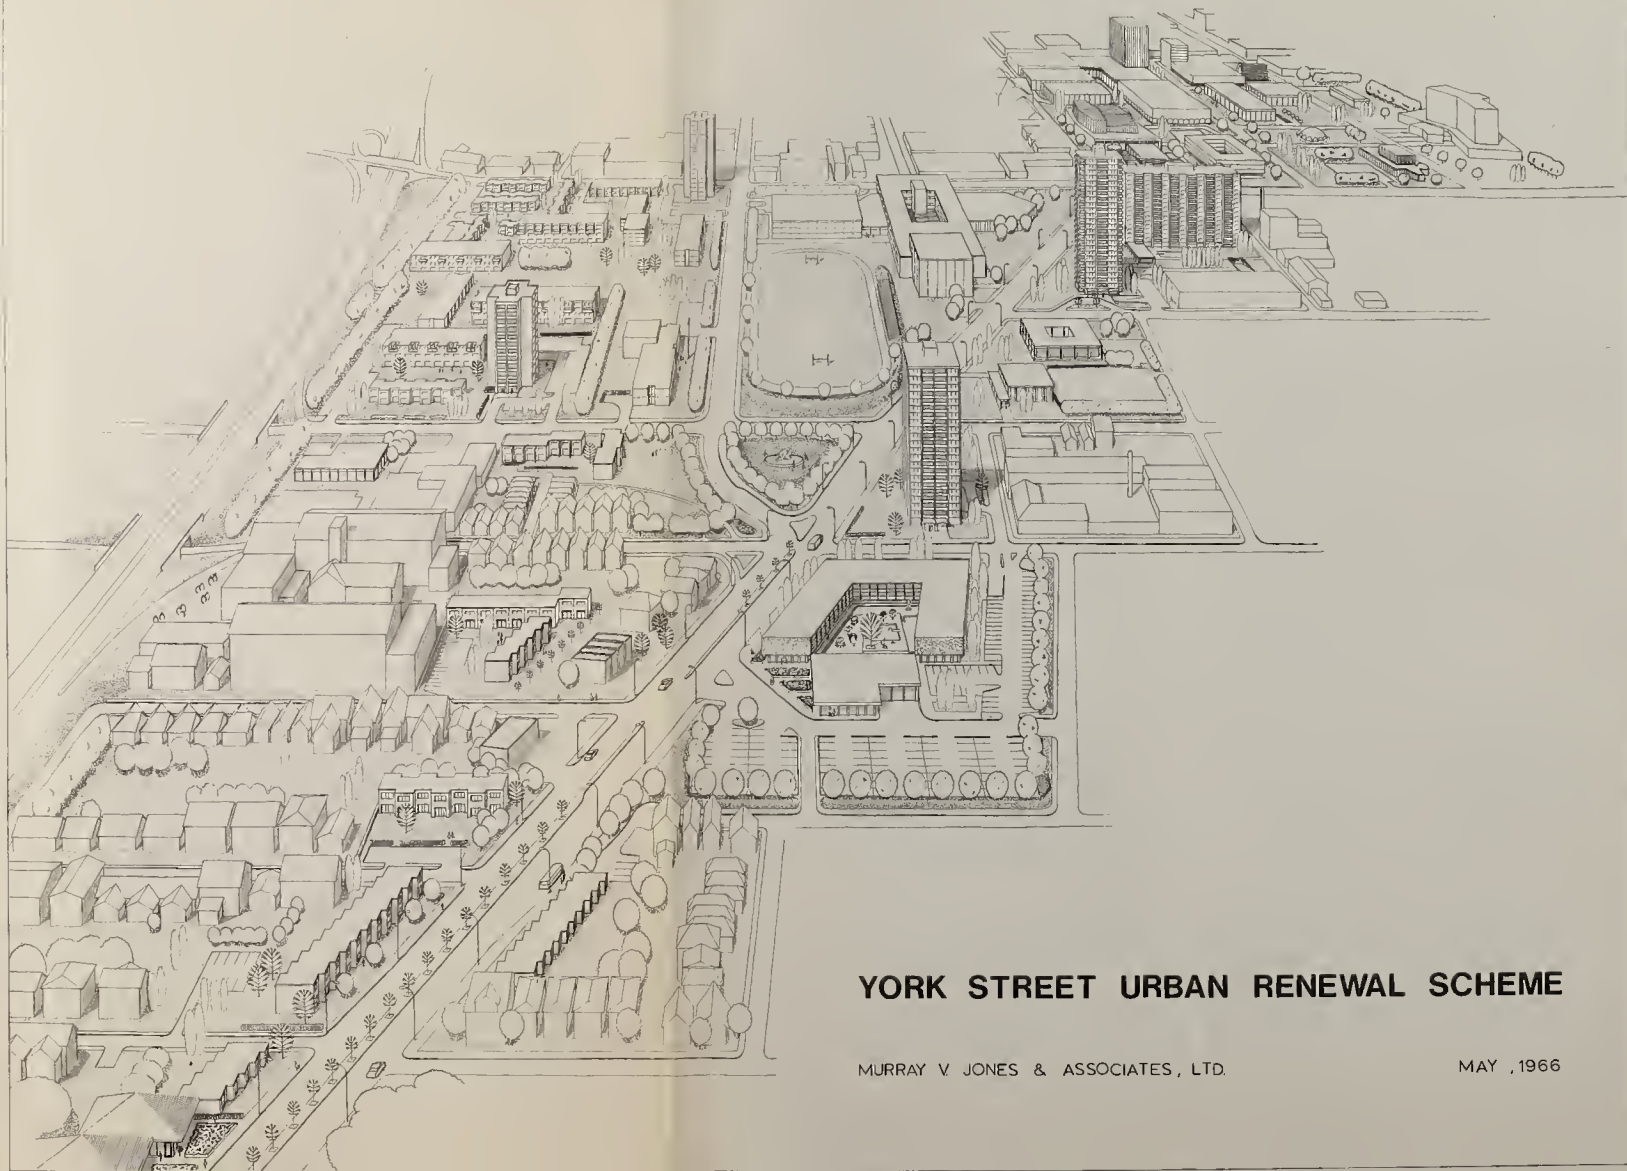 YORK STREET URBAN RENEWAL SCHEME
MURRAY V. JONES & ASSOCIATES, LTD. MAY ,1966